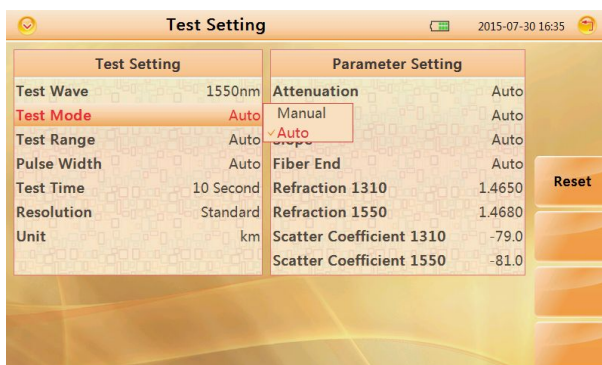 Test Setting
2015-07-30 16:35
Test Setting
Test Wave 1550nm
Test Mode Auto
Test Range Auto
Pulse Width Auto
Test Time 10 Second
Resolution Standard
Unit km
Parameter Setting
Attenuation Auto
Manual Auto
✓Auto Auto
Fiber End Auto
Refraction 1310 1.4650
Refraction 1550 1.4680
Scatter Coefficient 1310 -79.0
Scatter Coefficient 1550 -81.0
Reset